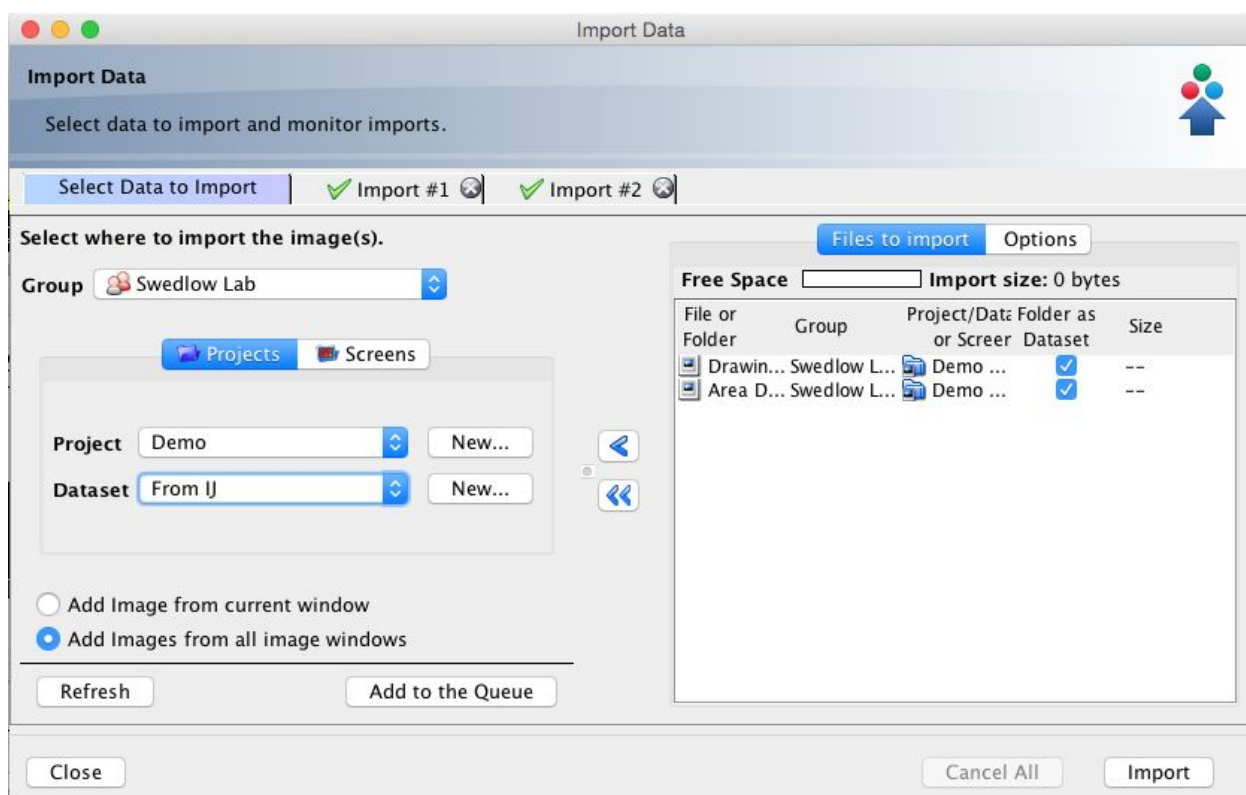 Import Data
Import Data
Select data to import and monitor imports.
Select Data to Import
Import #1
Import #2
Select where to import the image(s).
Group Swedlow Lab
Projects Screens
Project Demo New...
Dataset From IJ New...
Add Image from current window
Add Images from all image windows
Refresh Add to the Queue
Files to import Options
Free Space Import size: 0 bytes
File or Folder Group Project/Data or Screen Folder as Dataset Size
Drawin... Swedlow L... Demo ... --
Area D... Swedlow L... Demo ... --
Close Cancel All Import